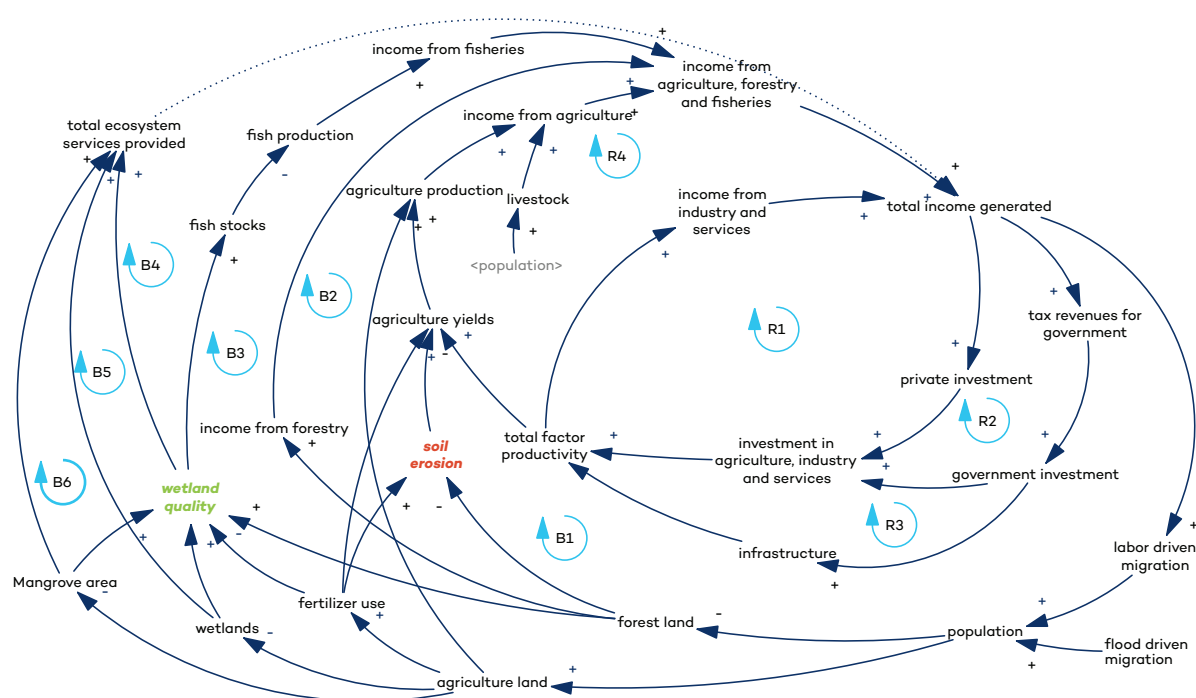 income from fisheries
+
+
income from
agriculture, forestry
and fisheries
+
+
income from agriculture
+
total ecosystem
services provided
+
+
+
fish production
-
+
+
R4
+
agriculture production
+
+
livestock
+
<population>
income from
industry and
services
+
+
+
total income generated
fish stocks
+
B4
B2
+
tax revenues for
government
agriculture yields
+
+
-
R1
B3
+
private investment
B5
R2
income from forestry
+
soil
erosion
+
-
total factor
productivity
+
investment in
agriculture, industry
and services
+
+
+
government investment
B6
wetland
quality
+
+
+
-
B1
R3
+
labor driven
migration
infrastructure
+
Mangrove area
-
fertilizer use
+
wetlands
-
forest land
-
+
population
+
flood driven
migration
agriculture land
+